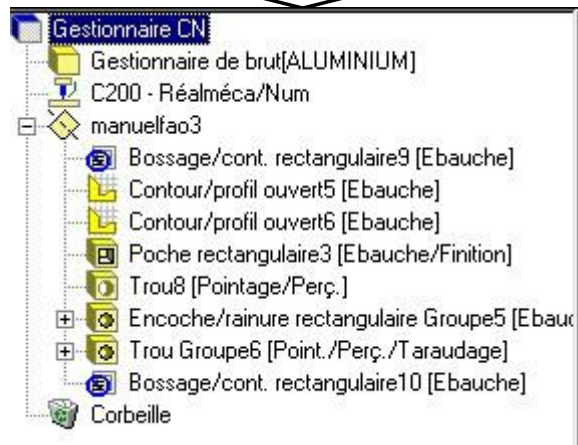 Gestionnaire CN
Gestionnaire de brut[ALUMINIUM]
C200 - Réalméca/Num
manuelfao3
Bossage/cont. rectangulaire9 [Ebauche]
Contour/profil ouvert5 [Ebauche]
Contour/profil ouvert6 [Ebauche]
Poche rectangulaire3 [Ebauche/Finition]
Trou8 [Pointage/Perç.]
Encoche/rainure rectangulaire Groupe5 [Ebauc
Trou Groupe6 [Point./Perç./Taraudage]
Bossage/cont. rectangulaire10 [Ebauche]
Corbeille